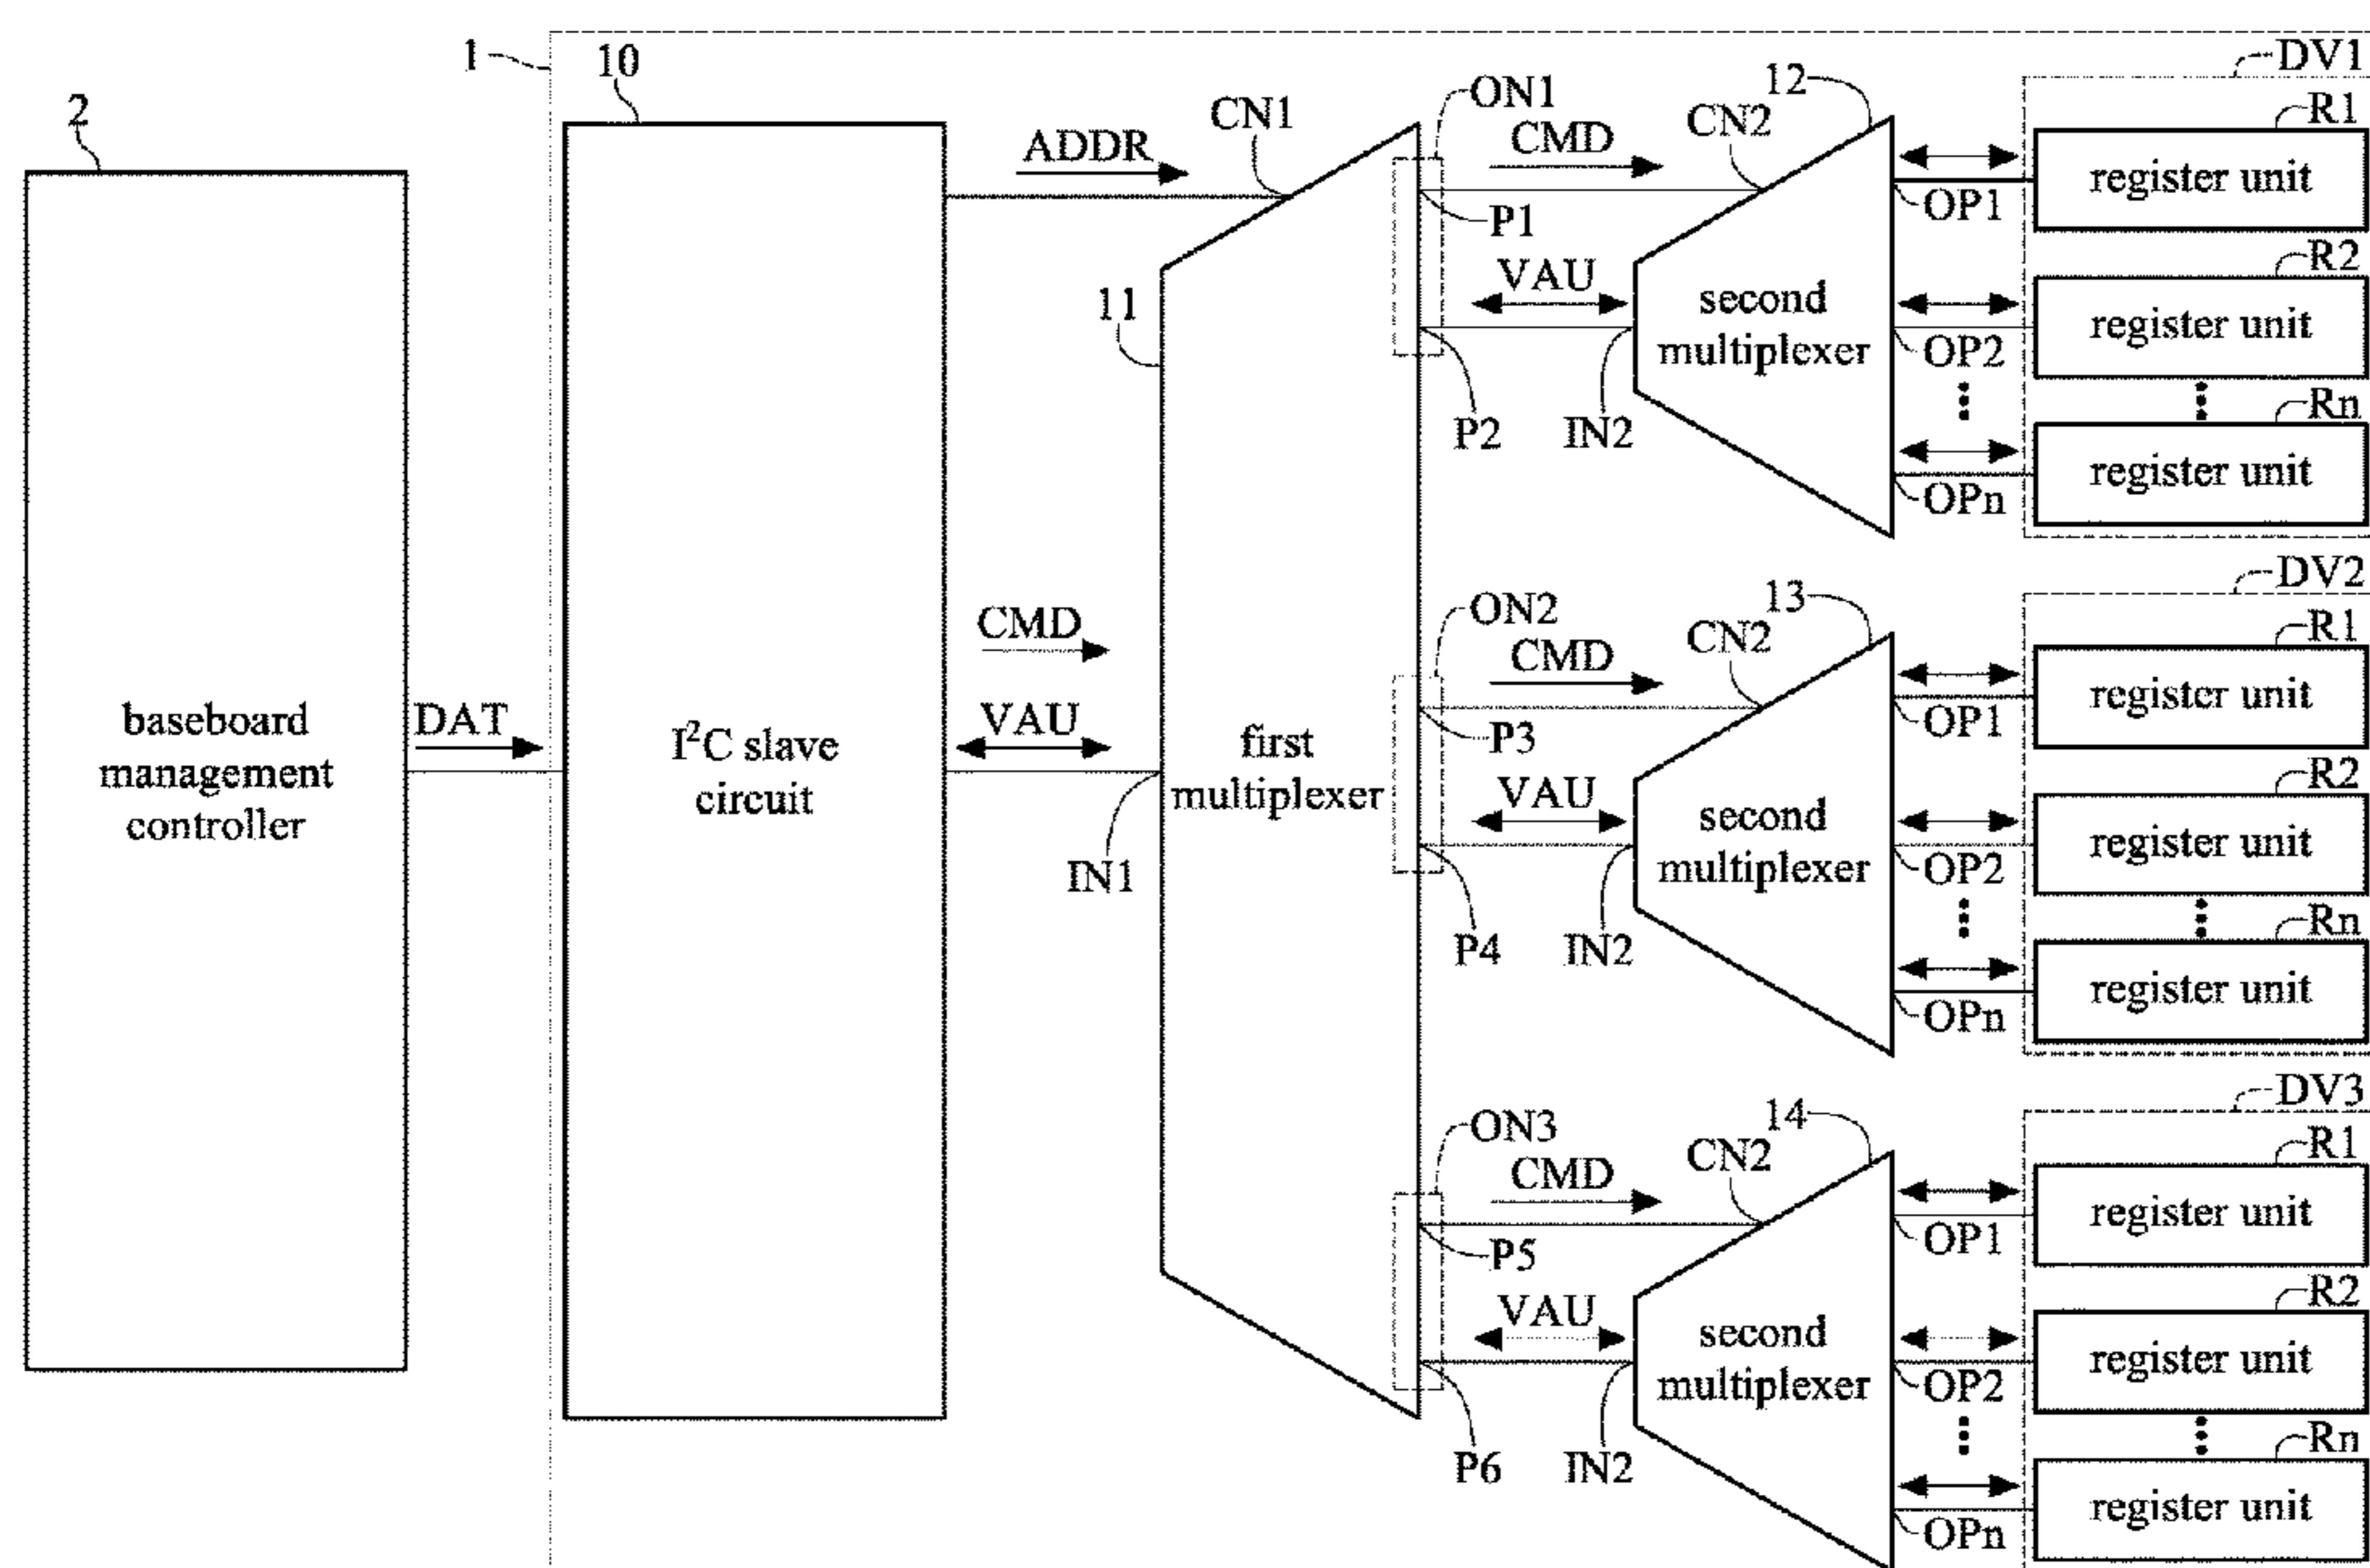 1
10
2
ADDR
CN1
ON1
CMD
CN2
12
DV1
R1
register unit
OP1
P1
11
VAU
second
multiplexer
R2
register unit
OP2
P2
IN2
Rn
register unit
OPn
baseboard
management
controller
DAT
I²C slave
circuit
CMD
VAU
IN1
first
multiplexer
ON2
CMD
CN2
13
DV2
R1
register unit
OP1
P3
VAU
second
multiplexer
R2
register unit
OP2
P4
IN2
Rn
register unit
OPn
ON3
CMD
CN2
14
DV3
R1
register unit
OP1
P5
VAU
second
multiplexer
R2
register unit
OP2
P6
IN2
Rn
register unit
OPn